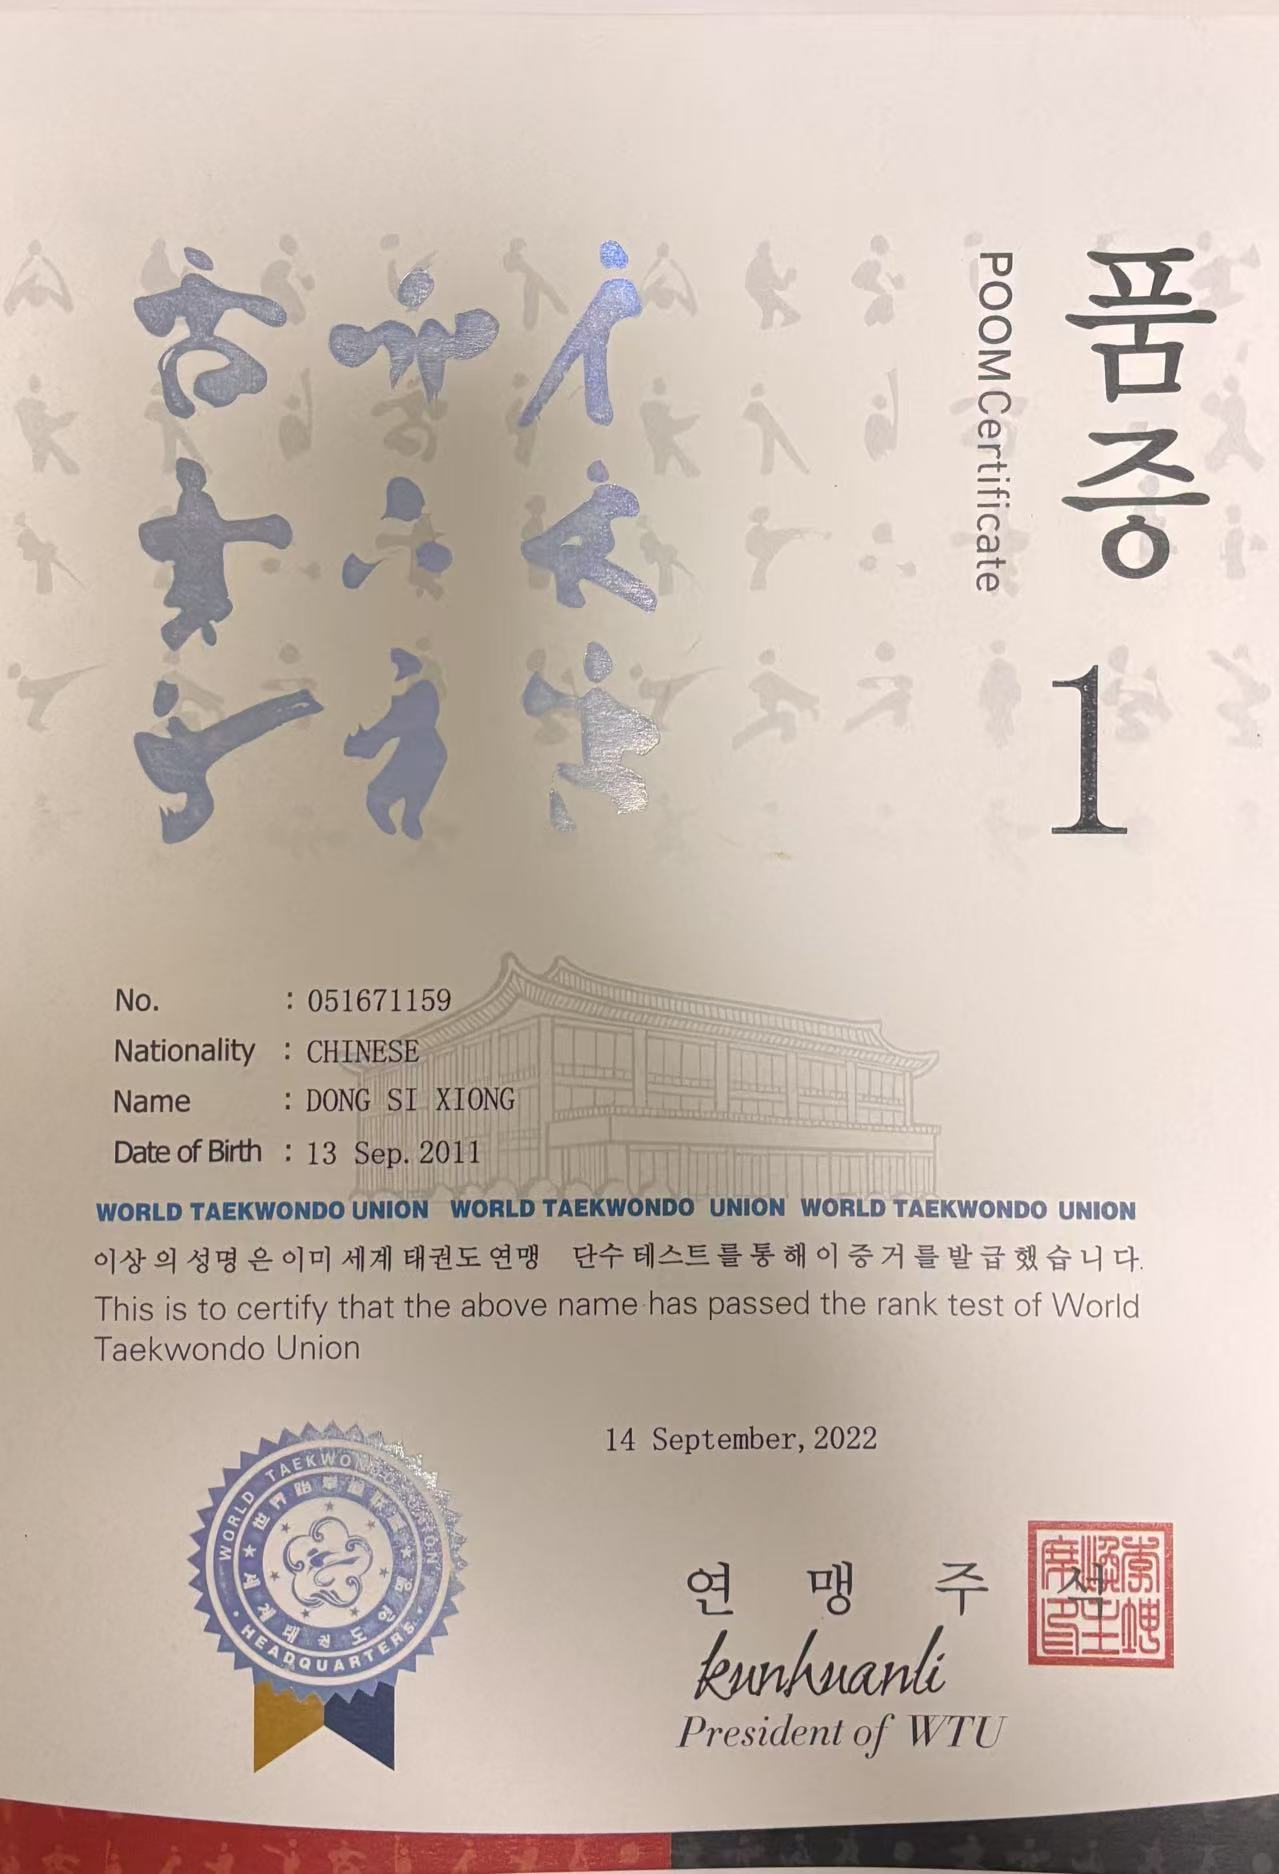 품증 1
POOM Certificate
No. : 051671159
Nationality : CHINESE
Name : DONG SI XIONG
Date of Birth : 13 Sep. 2011
WORLD TAEKWONDO UNION WORLD TAEKWONDO UNION WORLD TAEKWONDO UNION
이상의 성명은 이미 세계 태권도 연맹 단수 테스트를 통해 이 증거를 발급했습니다.
This is to certify that the above name has passed the rank test of World
Taekwondo Union
14 September, 2022
WORLD TAEKWONDO UNION
世界跆拳道
세계태권도연맹
HEADQUARTERS
연맹주석
kunhuanli
President of WTU